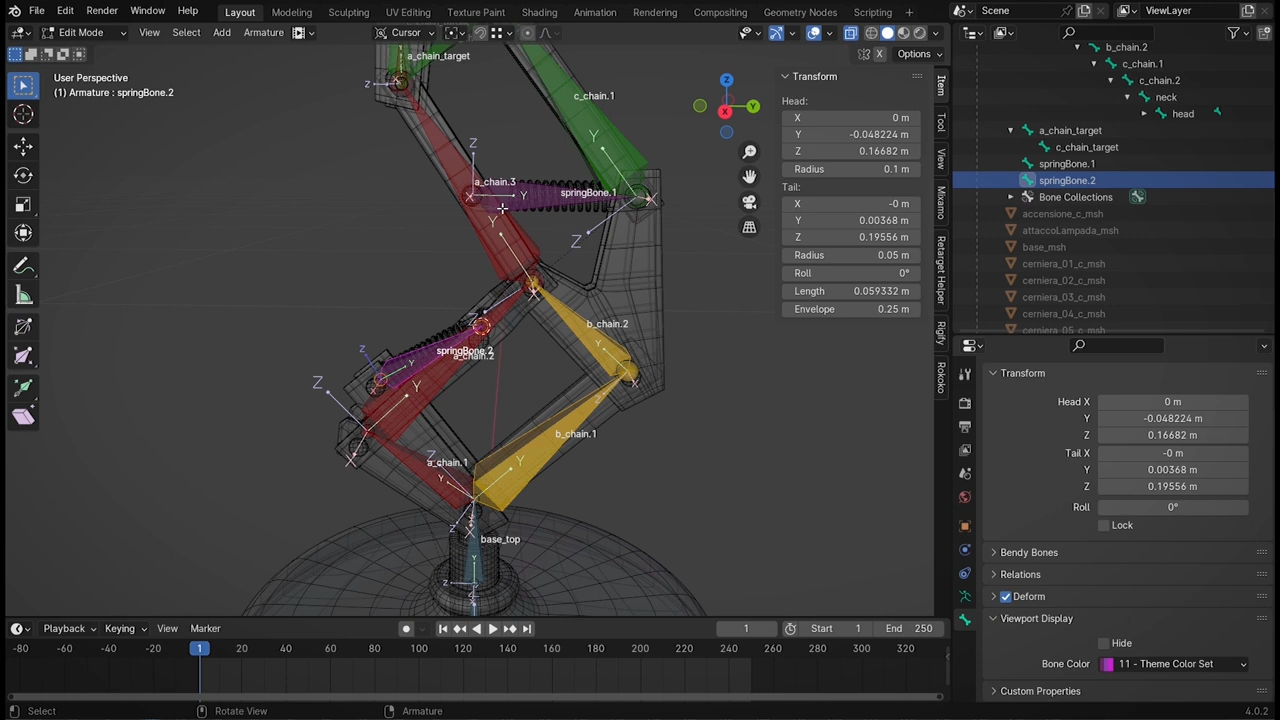 File Edit Render Window Help
Layout Modeling Sculpting UV Editing Texture Paint Shading Animation Rendering Compositing Geometry Nodes Scripting +
Scene ViewLayer
Edit Mode View Select Add Armature Cursor
X Options
User Perspective
(1) Armature : springBone.2
a_chain_target
c_chain.1
a_chain.3
springBone.1
b_chain.2
springBone.2
a_chain.2
b_chain.1
a_chain.1
base_top
Transform
Head:
X 0 m
Y -0.048224 m
Z 0.16682 m
Radius 0.1 m
Tail:
X -0 m
Y 0.00368 m
Z 0.19556 m
Radius 0.05 m
Roll 0°
Length 0.059332 m
Envelope 0.25 m
Item
Tool
View
Mixamo
Retarget Helper
Rigify
Rokoko
b_chain.2
c_chain.1
c_chain.2
neck
head
a_chain_target
c_chain_target
springBone.1
springBone.2
Bone Collections
accensione_c_msh
attaccoLampada_msh
base_msh
cerniera_01_c_msh
cerniera_02_c_msh
cerniera_03_c_msh
cerniera_04_c_msh
cerniera_05_c_msh
Transform
Head X 0 m
Y -0.048224 m
Z 0.16682 m
Tail X -0 m
Y 0.00368 m
Z 0.19556 m
Roll 0°
Lock
Bendy Bones
Relations
Deform
Viewport Display
Hide
Bone Color 11 - Theme Color Set
Custom Properties
Playback Keying View Marker 1 Start 1 End 250
-80 -60 -40 -20 1 20 40 60 80 100 120 140 160 180 200 220 240 260 280 300 320
Select Rotate View Armature 4.0.2